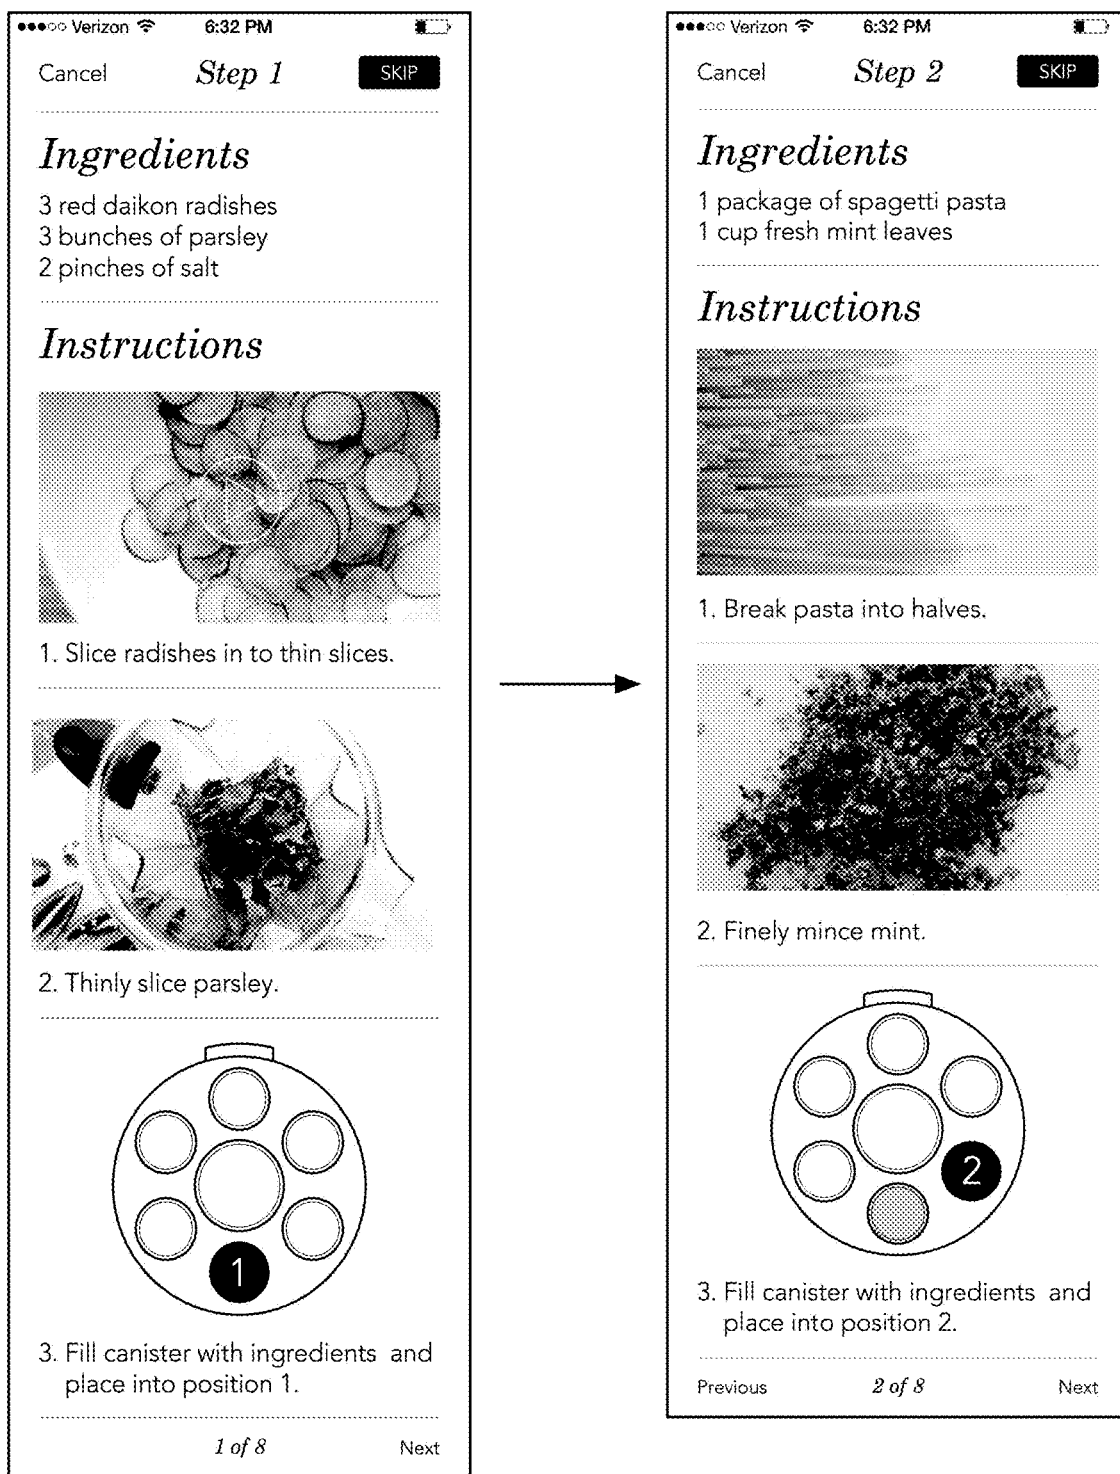 Verizon 6:32 PM
Cancel Step 1 SKIP
Ingredients
3 red daikon radishes
3 bunches of parsley
2 pinches of salt
Instructions
1. Slice radishes in to thin slices.
2. Thinly slice parsley.
1
3. Fill canister with ingredients and
place into position 1.
1 of 8 Next
Verizon 6:32 PM
Cancel Step 2 SKIP
Ingredients
1 package of spagetti pasta
1 cup fresh mint leaves
Instructions
1. Break pasta into halves.
2. Finely mince mint.
2
3. Fill canister with ingredients and
place into position 2.
Previous 2 of 8 Next